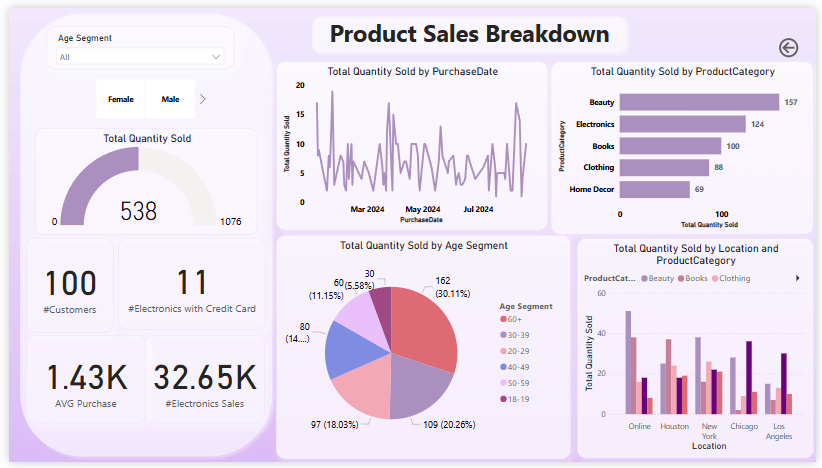 Product Sales Breakdown
Age Segment
All
Female
Male
Total Quantity Sold
538
0
1076
100
#Customers
11
#Electronics with Credit Card
1.43K
AVG Purchase
32.65K
#Electronics Sales
Total Quantity Sold by PurchaseDate
Total Quantity Sold
20
15
10
5
0
Mar 2024
May 2024
Jul 2024
PurchaseDate
Total Quantity Sold by ProductCategory
ProductCategory
Beauty
157
Electronics
124
Books
100
Clothing
88
Home Decor
69
0
100
Total Quantity Sold
Total Quantity Sold by Age Segment
162
(30.11%)
109 (20.26%)
97 (18.03%)
80
(14....)
60
(11.15%)
30
(5.58%)
Age Segment
60+
30-39
20-29
40-49
50-59
18-19
Total Quantity Sold by Location and
ProductCategory
ProductCat...
Beauty
Books
Clothing
Total Quantity Sold
60
40
20
0
Online
Houston
New
York
Chicago
Los
Angeles
Location